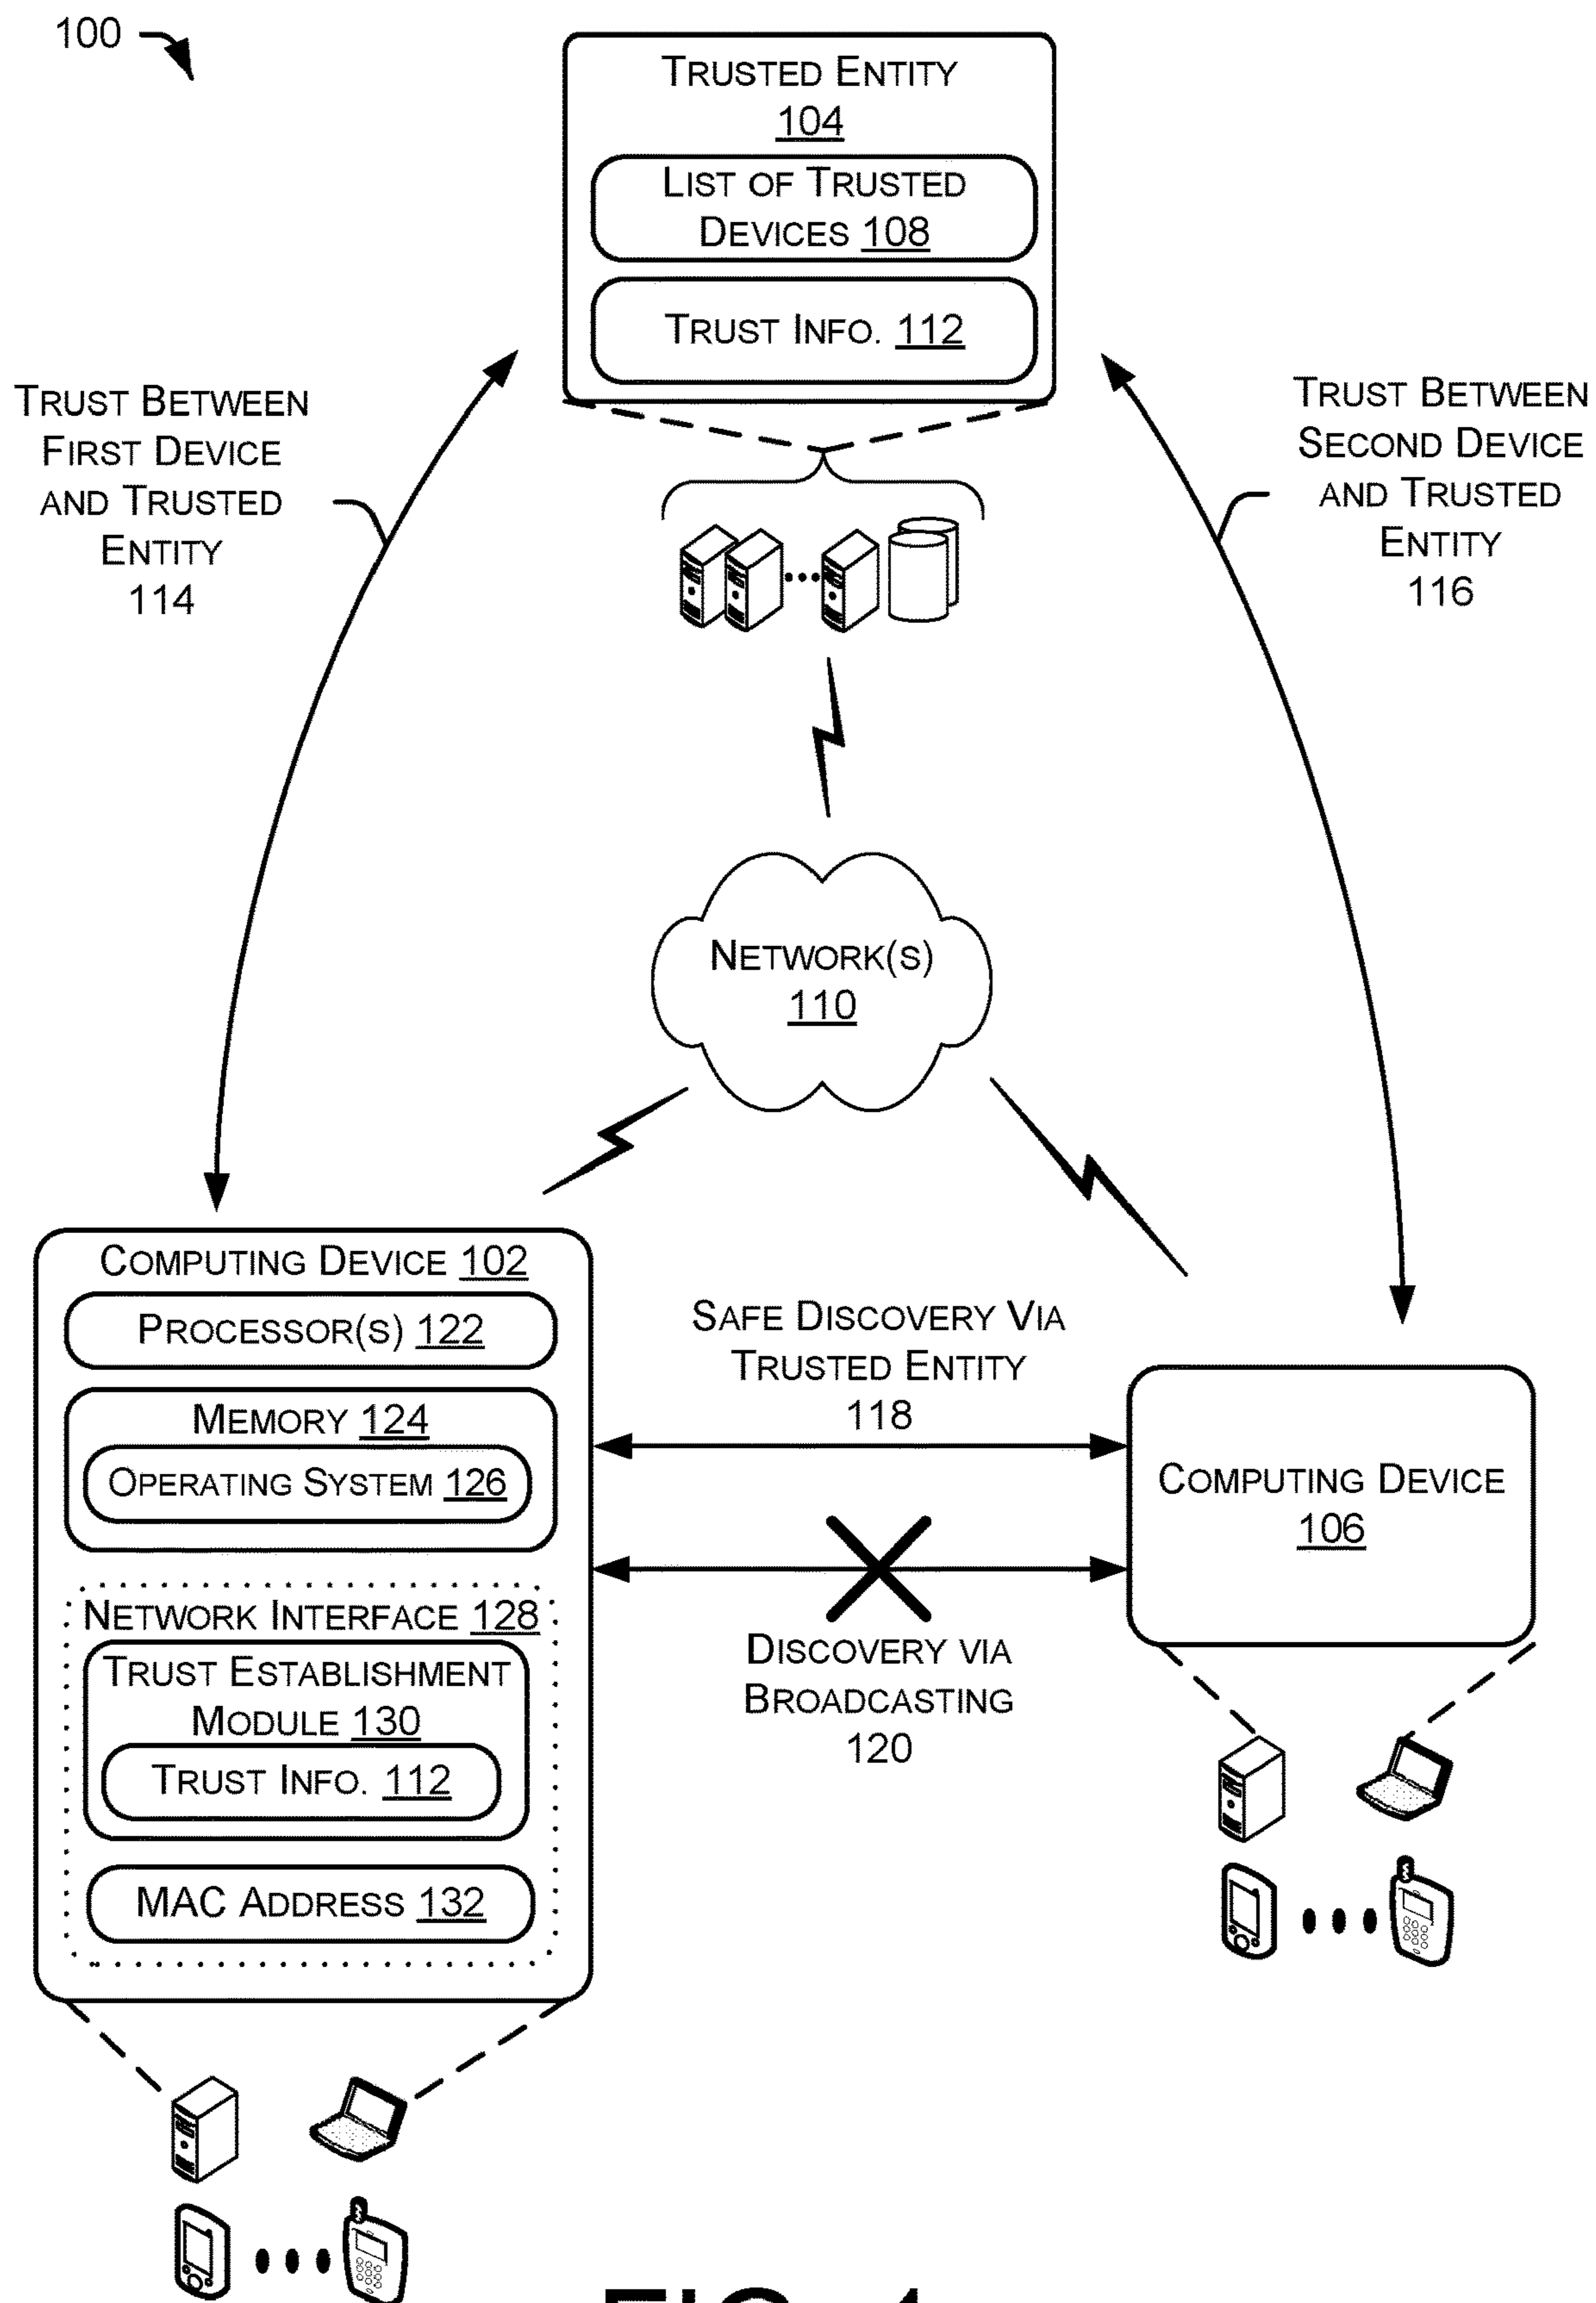 100
TRUSTED ENTITY
104
LIST OF TRUSTED
DEVICES 108
TRUST INFO. 112
TRUST BETWEEN
FIRST DEVICE
AND TRUSTED
ENTITY
114
TRUST BETWEEN
SECOND DEVICE
AND TRUSTED
ENTITY
116
NETWORK(S)
110
COMPUTING DEVICE 102
PROCESSOR(S) 122
MEMORY 124
OPERATING SYSTEM 126
NETWORK INTERFACE 128
TRUST ESTABLISHMENT
MODULE 130
TRUST INFO. 112
MAC ADDRESS 132
SAFE DISCOVERY VIA
TRUSTED ENTITY
118
DISCOVERY VIA
BROADCASTING
120
COMPUTING DEVICE
106